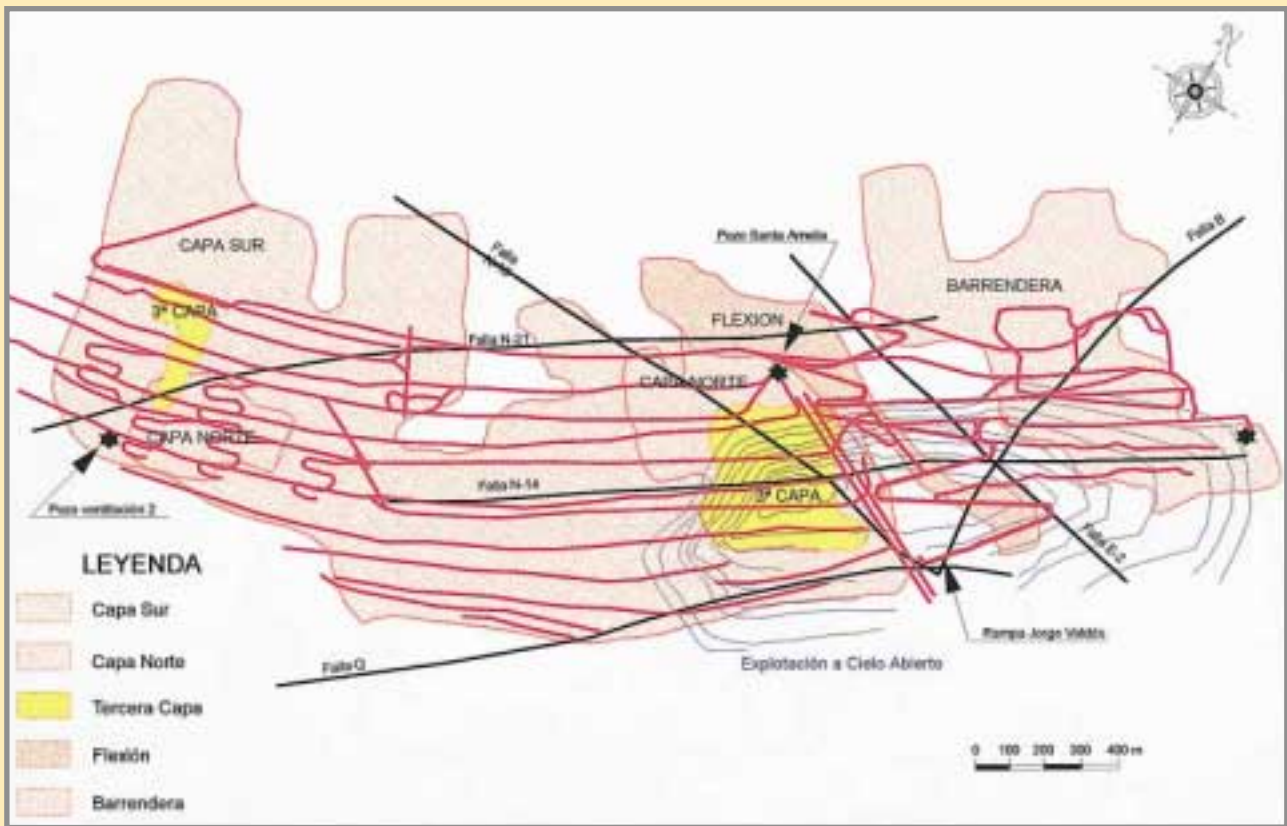 CAPA SUR
3ª CAPA
CAPA NORTE
Pozo ventilación 2
Falla N-21
Falla
Pozo Santa Amelia
FLEXION
CAPA NORTE
BARRENDERA
Falla B
Falla N-14
3ª CAPA
Falla E-2
Falla G
Rampa Jorge Valdés
Explotación a Cielo Abierto
LEYENDA
Capa Sur
Capa Norte
Tercera Capa
Flexión
Barrendera
0 100 200 300 400 m